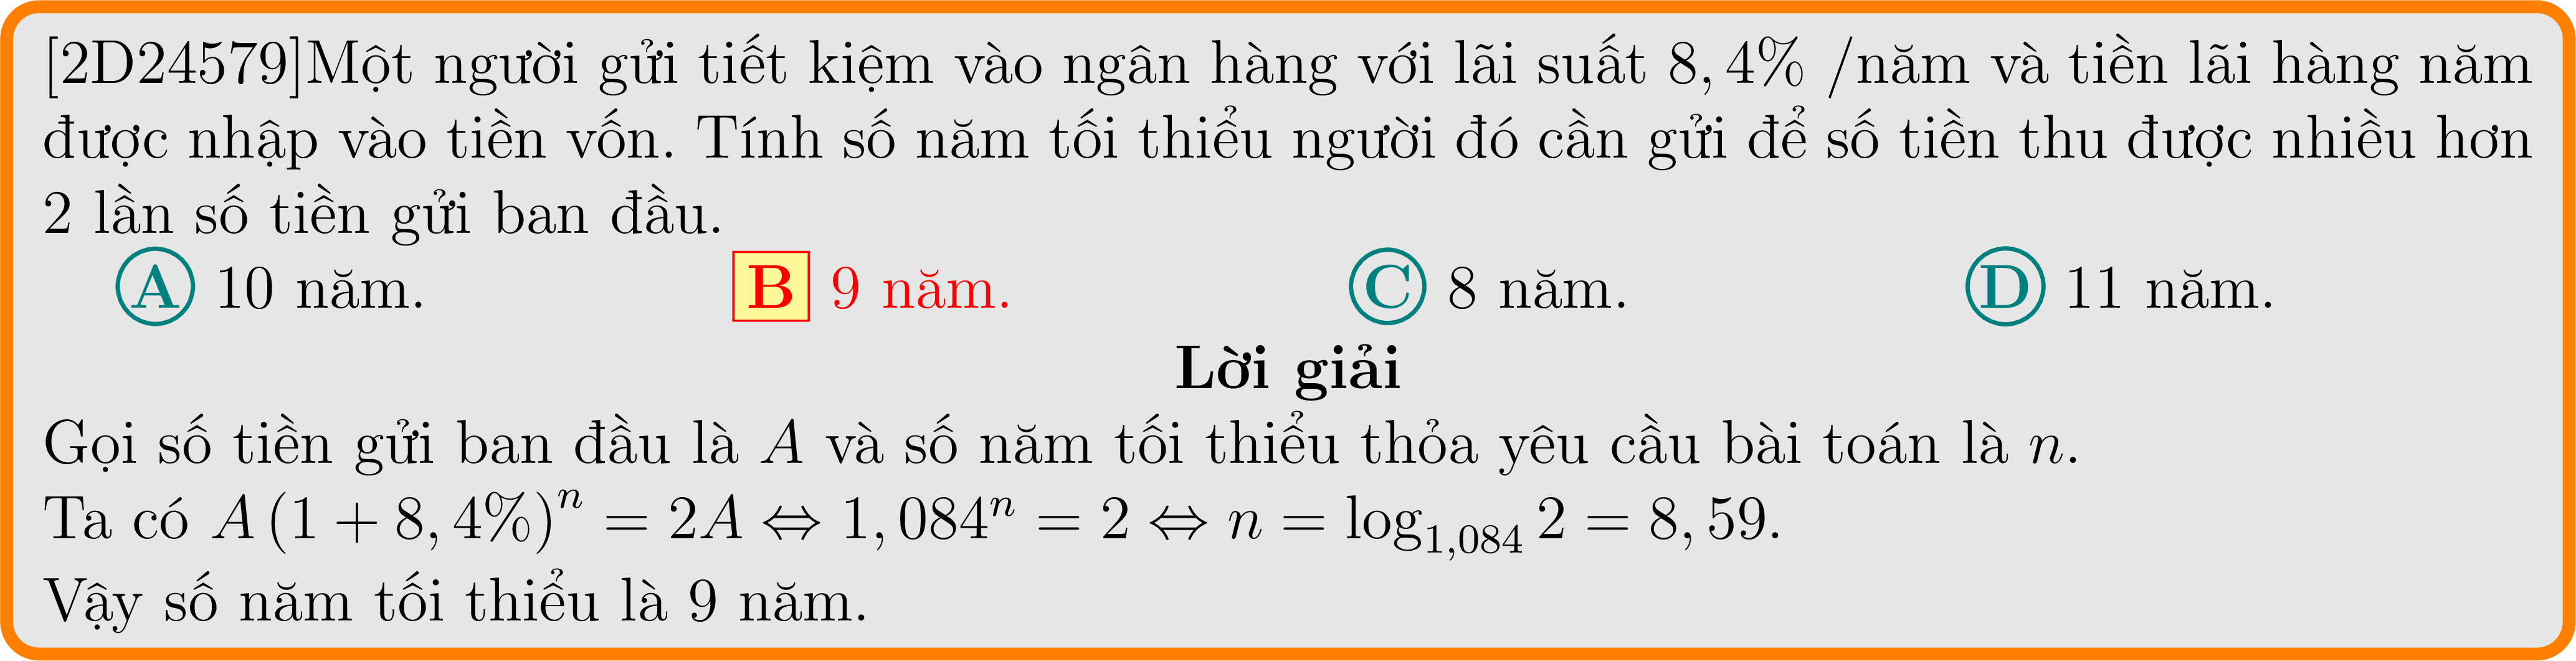 [2D24579]Một người gửi tiết kiệm vào ngân hàng với lãi suất 8, 4% /năm và tiền lãi hàng năm
được nhập vào tiền vốn. Tính số năm tối thiểu người đó cần gửi để số tiền thu được nhiều hơn
2 lần số tiền gửi ban đầu.
A 10 năm. B 9 năm. C 8 năm. D 11 năm.
Lời giải
Gọi số tiền gửi ban đầu là A và số năm tối thiểu thỏa yêu cầu bài toán là n.
Ta có A (1 + 8, 4%)ⁿ = 2A ⇔ 1, 084ⁿ = 2 ⇔ n = log₁,₀₈₄ 2 = 8, 59.
Vậy số năm tối thiểu là 9 năm.